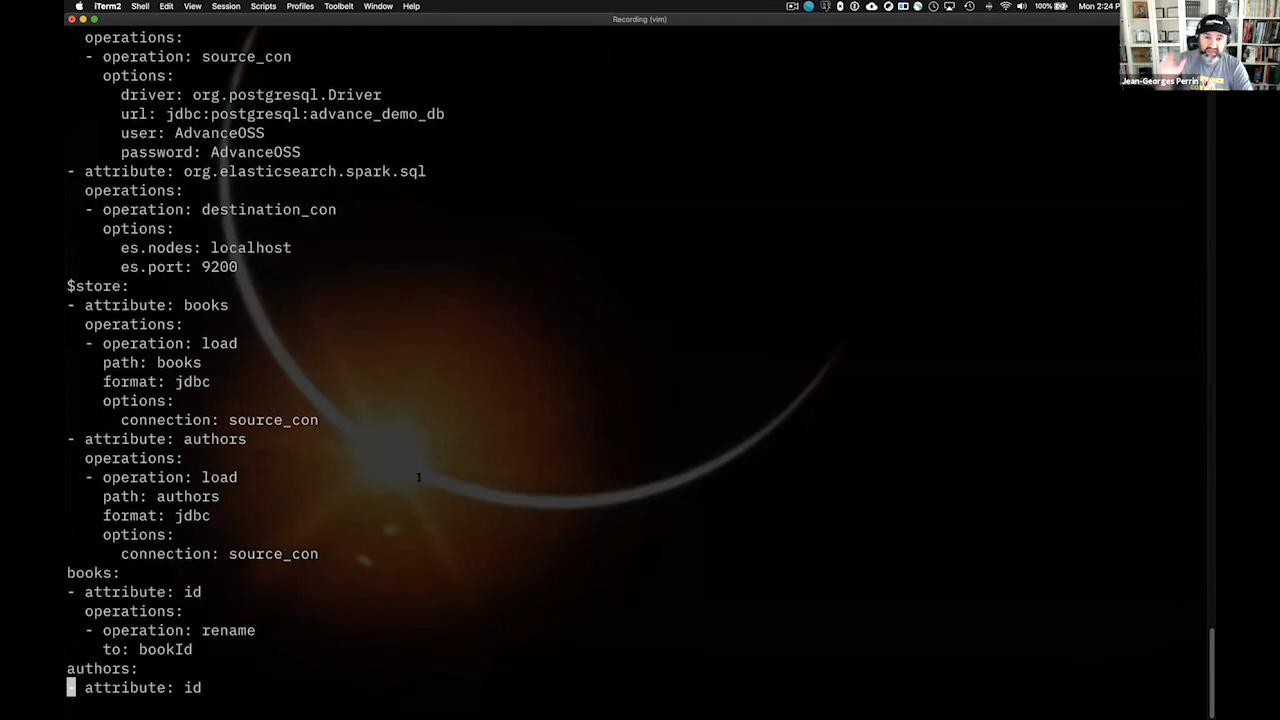 iTerm2 Shell Edit View Session Scripts Profiles Toolbelt Window Help 100% Mon 2:24 P
Recording (vim)
operations:
- operation: source_con
options:
driver: org.postgresql.Driver
url: jdbc:postgresql:advance_demo_db
user: AdvanceOSS
password: AdvanceOSS
- attribute: org.elasticsearch.spark.sql
operations:
- operation: destination_con
options:
es.nodes: localhost
es.port: 9200
$store:
- attribute: books
operations:
- operation: load
path: books
format: jdbc
options:
connection: source_con
- attribute: authors
operations:
- operation: load
path: authors
format: jdbc
options:
connection: source_con
books:
- attribute: id
operations:
- operation: rename
to: bookId
authors:
- attribute: id
Jean-Georges Perrin